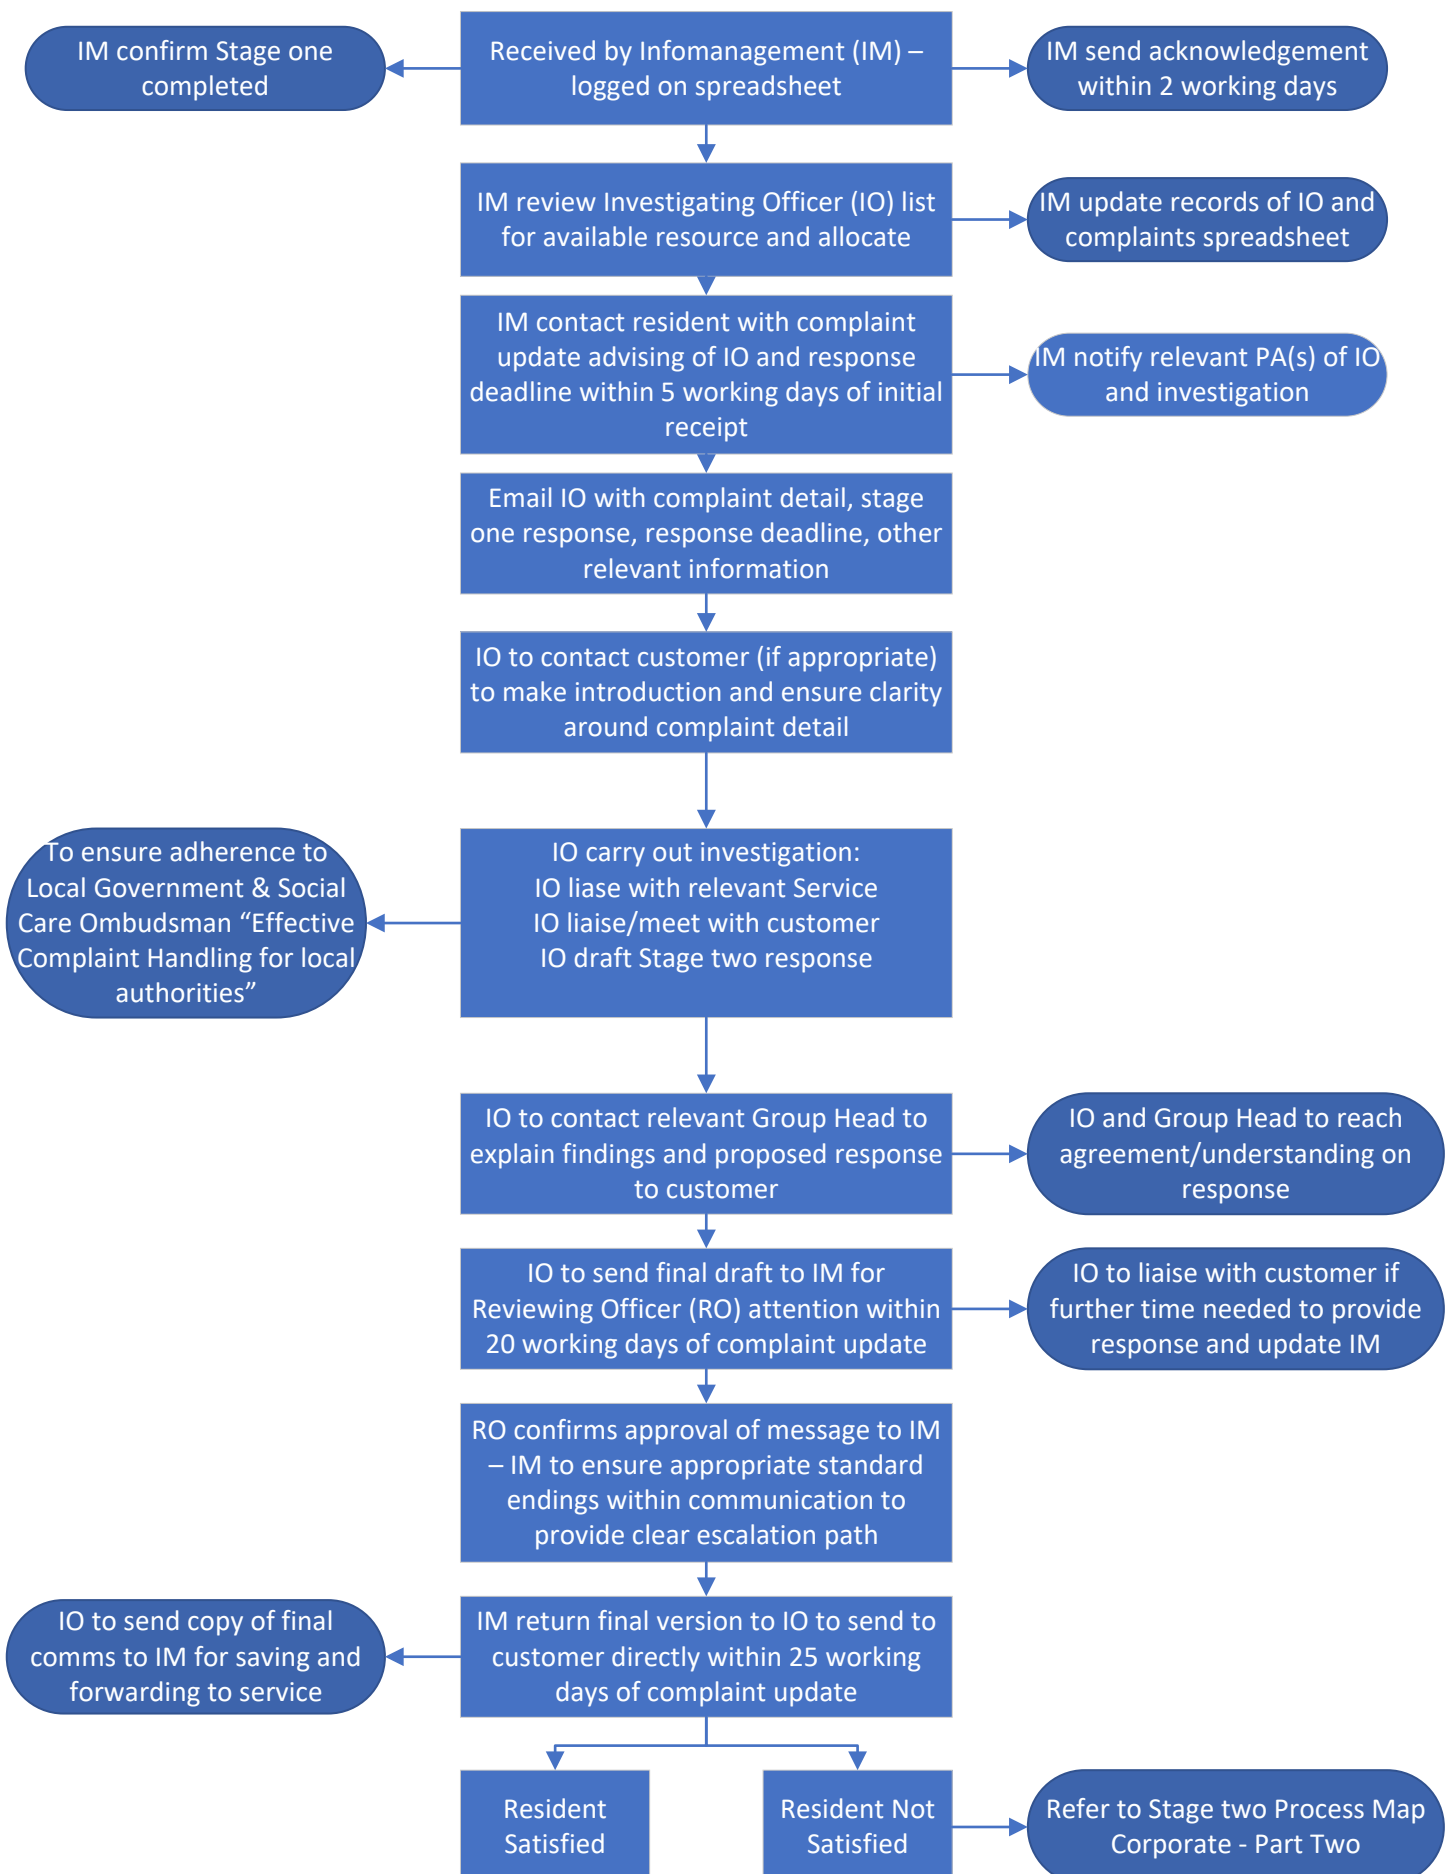 IM confirm Stage one
completed
Received by Infomanagement (IM) –
logged on spreadsheet
IM send acknowledgement
within 2 working days
IM review Investigating Officer (IO) list
for available resource and allocate
IM update records of IO and
complaints spreadsheet
IM contact resident with complaint
update advising of IO and response
deadline within 5 working days of initial
receipt
IM notify relevant PA(s) of IO
and investigation
Email IO with complaint detail, stage
one response, response deadline, other
relevant information
IO to contact customer (if appropriate)
to make introduction and ensure clarity
around complaint detail
To ensure adherence to
Local Government & Social
Care Ombudsman “Effective
Complaint Handling for local
authorities”
IO carry out investigation:
IO liase with relevant Service
IO liaise/meet with customer
IO draft Stage two response
IO to contact relevant Group Head to
explain findings and proposed response
to customer
IO and Group Head to reach
agreement/understanding on
response
IO to send final draft to IM for
Reviewing Officer (RO) attention within
20 working days of complaint update
IO to liaise with customer if
further time needed to provide
response and update IM
RO confirms approval of message to IM
– IM to ensure appropriate standard
endings within communication to
provide clear escalation path
IO to send copy of final
comms to IM for saving and
forwarding to service
IM return final version to IO to send to
customer directly within 25 working
days of complaint update
Resident
Satisfied
Resident Not
Satisfied
Refer to Stage two Process Map
Corporate - Part Two